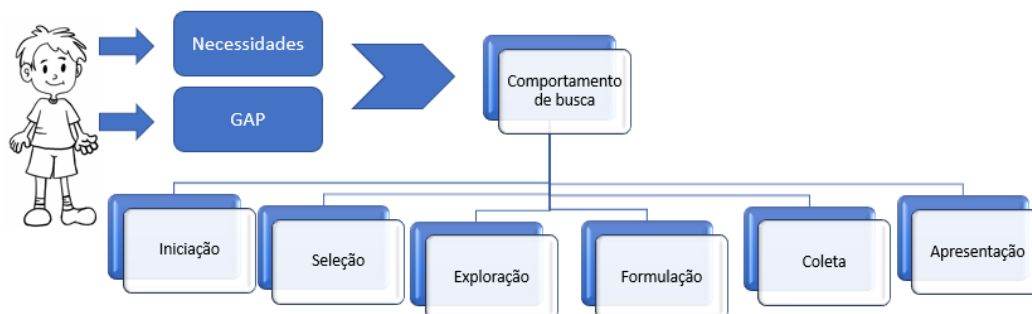 Necessidades
GAP
Comportamento
de busca
Iniciação
Seleção
Exploração
Formulação
Coleta
Apresentação